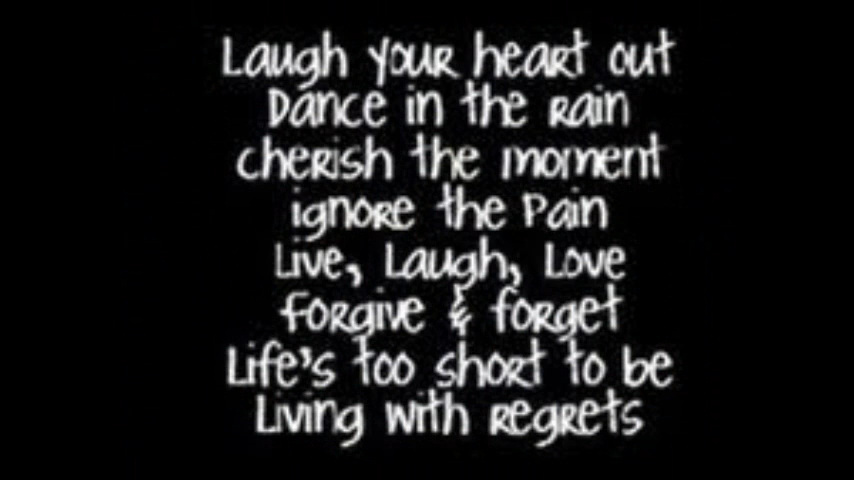 Laugh your heart out
Dance in the rain
cherish the moment
ignore the Pain
Live, Laugh, Love
forgive & forget
Life's too short to be
Living with regrets